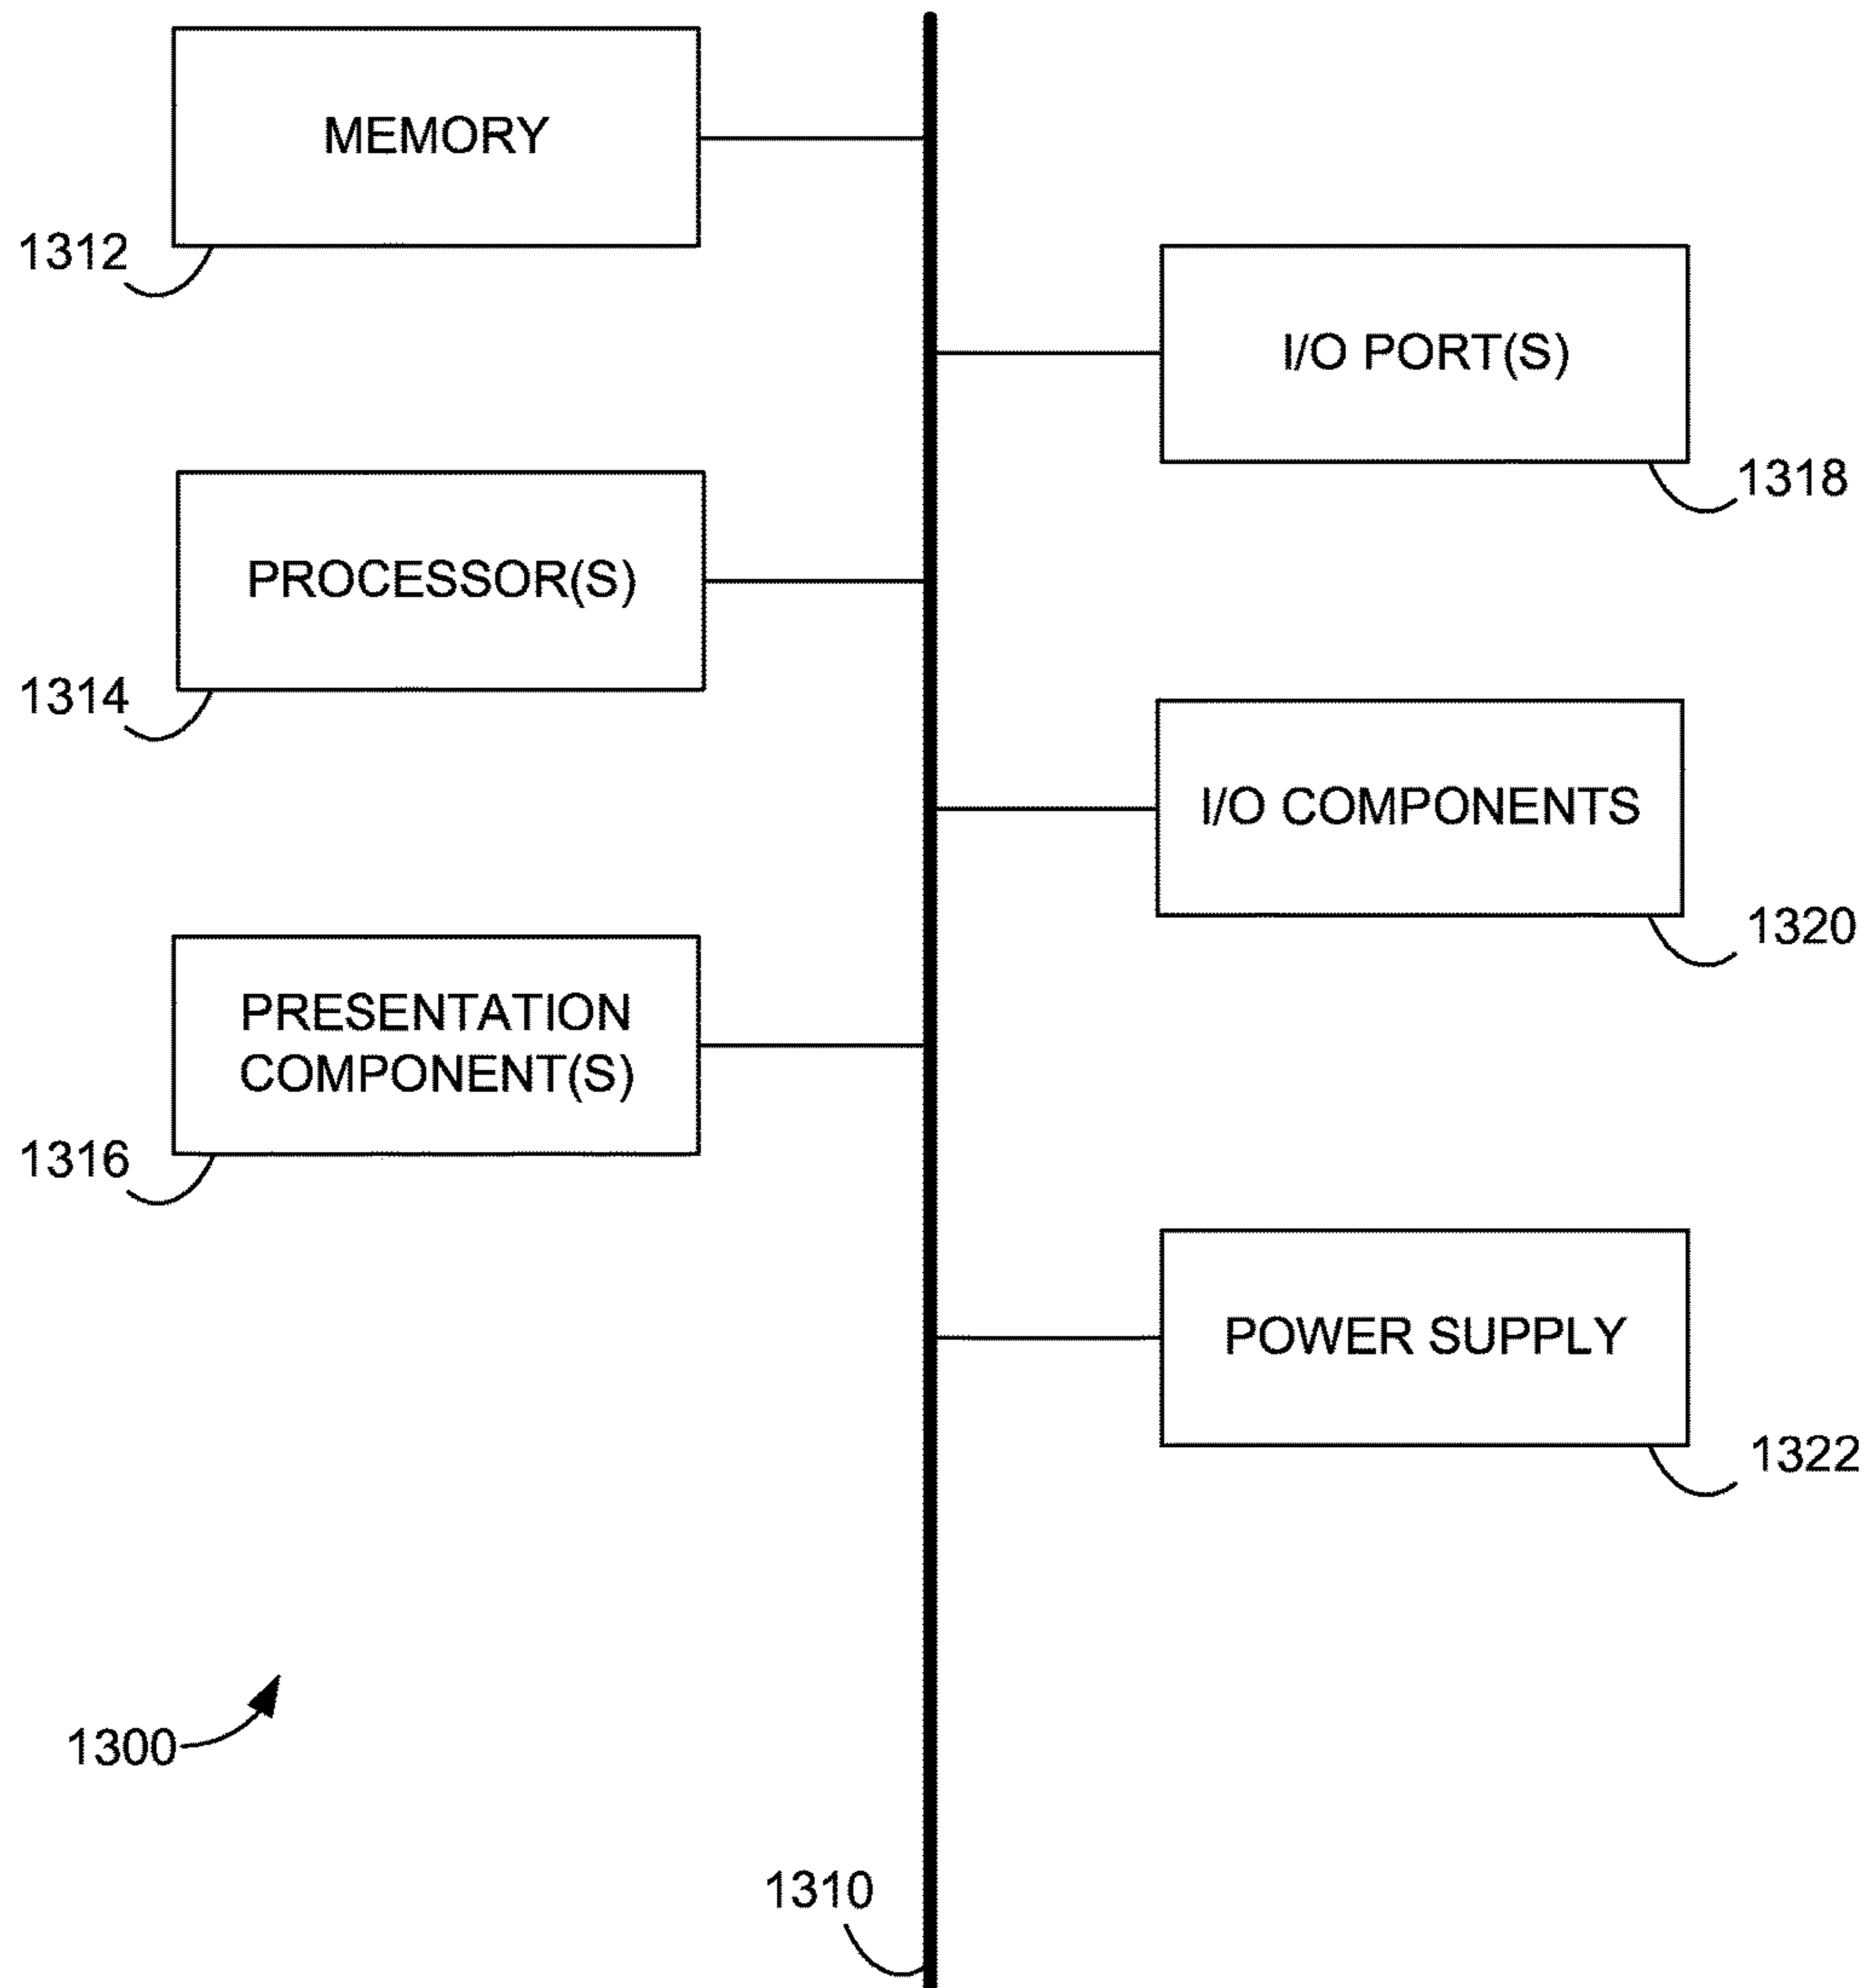 MEMORY
1312
I/O PORT(S)
1318
PROCESSOR(S)
1314
I/O COMPONENTS
1320
PRESENTATION
COMPONENT(S)
1316
POWER SUPPLY
1322
1300
1310